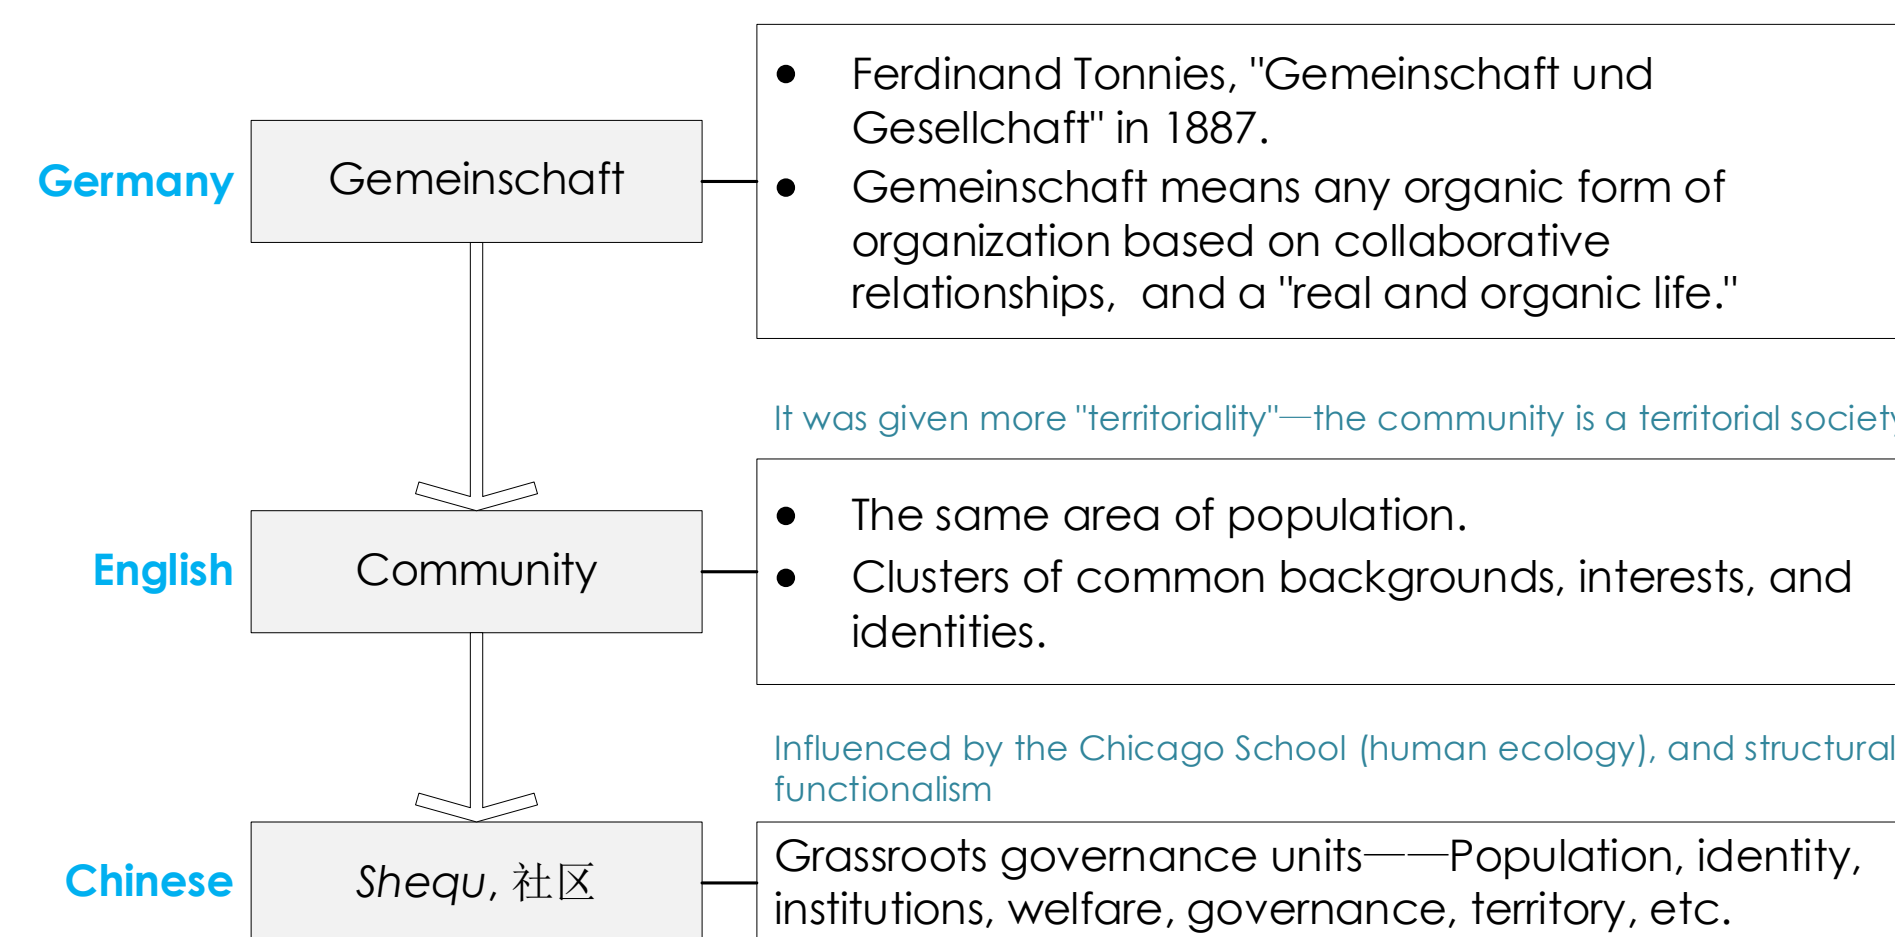 Ferdinand Tonnies, "Gemeinschaft und
Gesellchaft" in 1887.
Germany
Gemeinschaft
Gemeinschaft means any organic form of
organization based on collaborative
relationships, and a "real and organic life."
It was given more "territoriality"—the community is a territorial society
The same area of population.
English
Community
Clusters of common backgrounds, interests, and
identities.
Influenced by the Chicago School (human ecology), and structural
functionalism
Chinese
Shequ, 社区
Grassroots governance units——Population, identity,
institutions, welfare, governance, territory, etc.